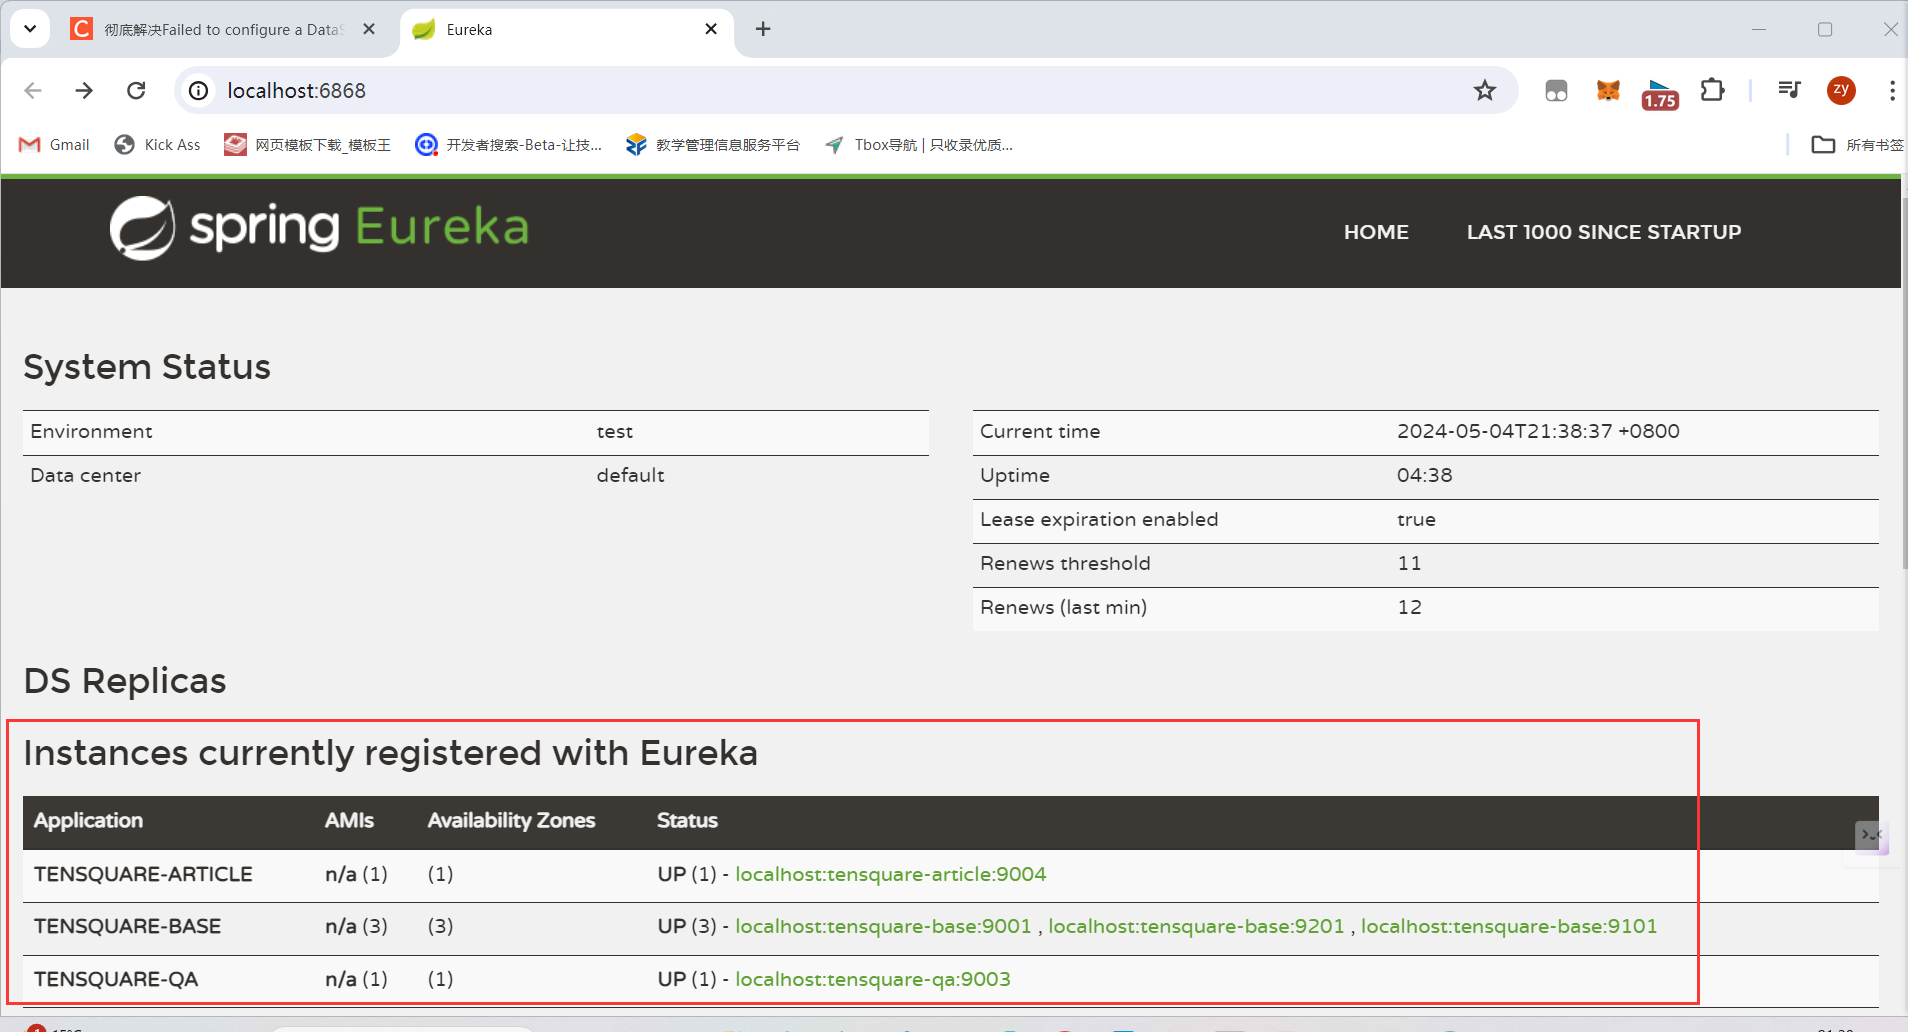 彻底解决Failed to configure a Data
Eureka
localhost:6868
1.75
zy
Gmail
Kick Ass
网页模板下载_模板王
开发者搜索-Beta-让技...
教学管理信息服务平台
Tbox导航 | 只收录优质...
所有书签
spring Eureka
HOME
LAST 1000 SINCE STARTUP
System Status
Environment test
Data center default
Current time 2024-05-04T21:38:37 +0800
Uptime 04:38
Lease expiration enabled true
Renews threshold 11
Renews (last min) 12
DS Replicas
Instances currently registered with Eureka
Application AMIs Availability Zones Status
TENSQUARE-ARTICLE n/a (1) (1) UP (1) - localhost:tensquare-article:9004
TENSQUARE-BASE n/a (3) (3) UP (3) - localhost:tensquare-base:9001 , localhost:tensquare-base:9201 , localhost:tensquare-base:9101
TENSQUARE-QA n/a (1) (1) UP (1) - localhost:tensquare-qa:9003